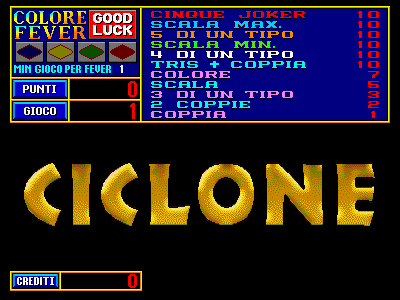 COLORE
FEVER
GOOD
LUCK
MIN GIOCO PER FEVER 1
PUNTI 0
GIOCO 1
CINQUE JOKER 10
SCALA MAX. 10
5 DI UN TIPO 10
SCALA MIN. 10
4 DI UN TIPO 10
TRIS + COPPIA 10
COLORE 7
SCALA 5
3 DI UN TIPO 3
2 COPPIE 2
COPPIA 1
CICLONE
CREDITI 0